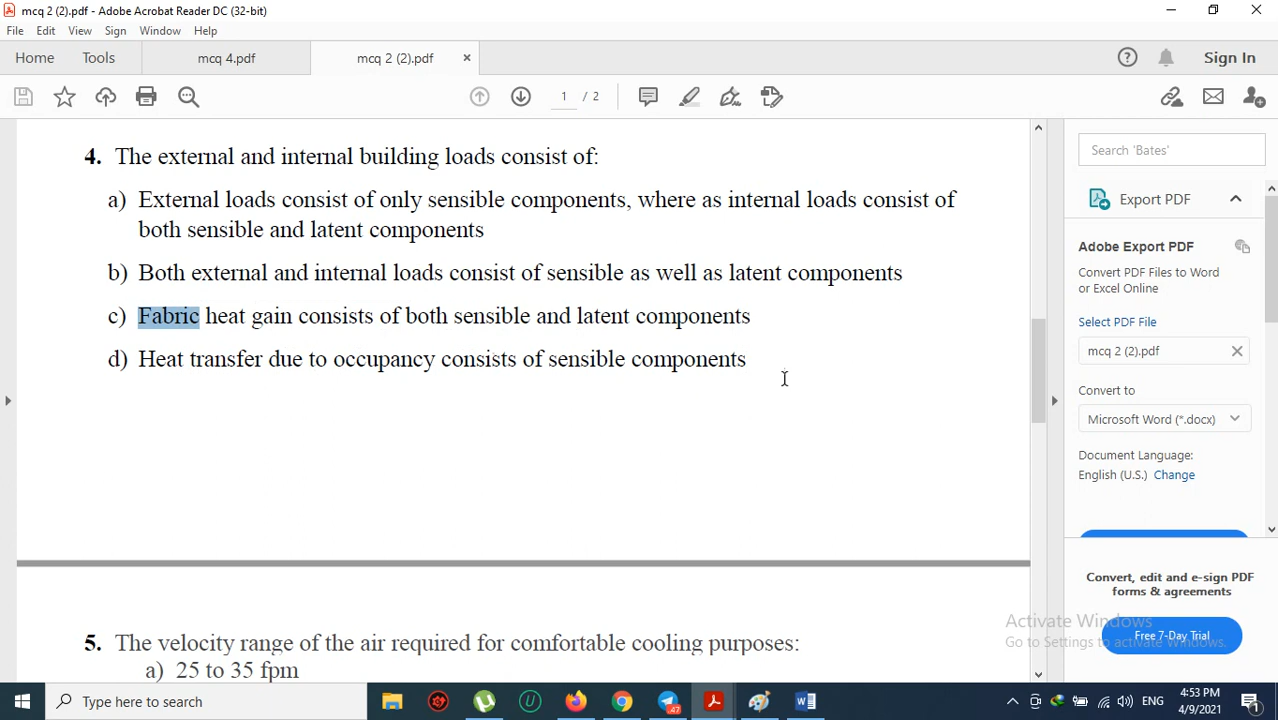 mcq 2 (2).pdf - Adobe Acrobat Reader DC (32-bit)
File Edit View Sign Window Help
Home Tools mcq 4.pdf mcq 2 (2).pdf × Sign In
1 / 2
4. The external and internal building loads consist of:
a) External loads consist of only sensible components, where as internal loads consist of
both sensible and latent components
b) Both external and internal loads consist of sensible as well as latent components
c) Fabric heat gain consists of both sensible and latent components
d) Heat transfer due to occupancy consists of sensible components
5. The velocity range of the air required for comfortable cooling purposes:
a) 25 to 35 fpm
Search 'Bates'
Export PDF
Adobe Export PDF
Convert PDF Files to Word
or Excel Online
Select PDF File
mcq 2 (2).pdf
Convert to
Microsoft Word (*.docx)
Document Language:
English (U.S.) Change
Convert, edit and e-sign PDF
forms & agreements
Free 7-Day Trial
Activate Windows
Go to Settings to activate Windows.
Type here to search
47
ENG
4:53 PM
4/9/2021
1